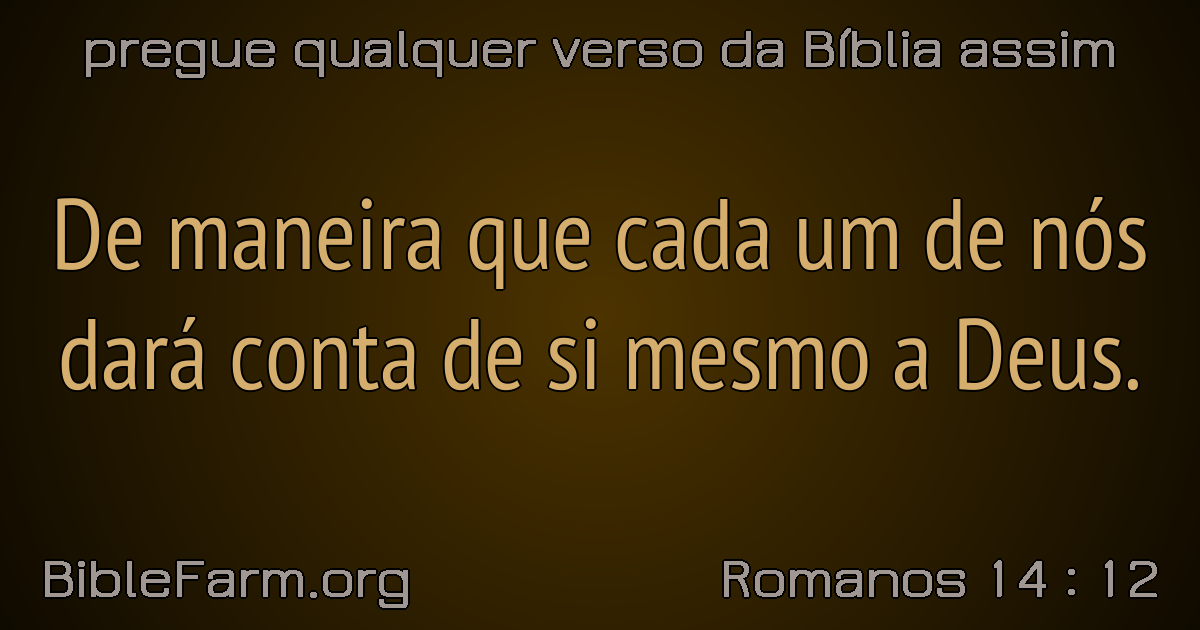 pregue qualquer verso da Bíblia assim
De maneira que cada um de nós
dará conta de si mesmo a Deus.
BibleFarm.org
Romanos 14 : 12